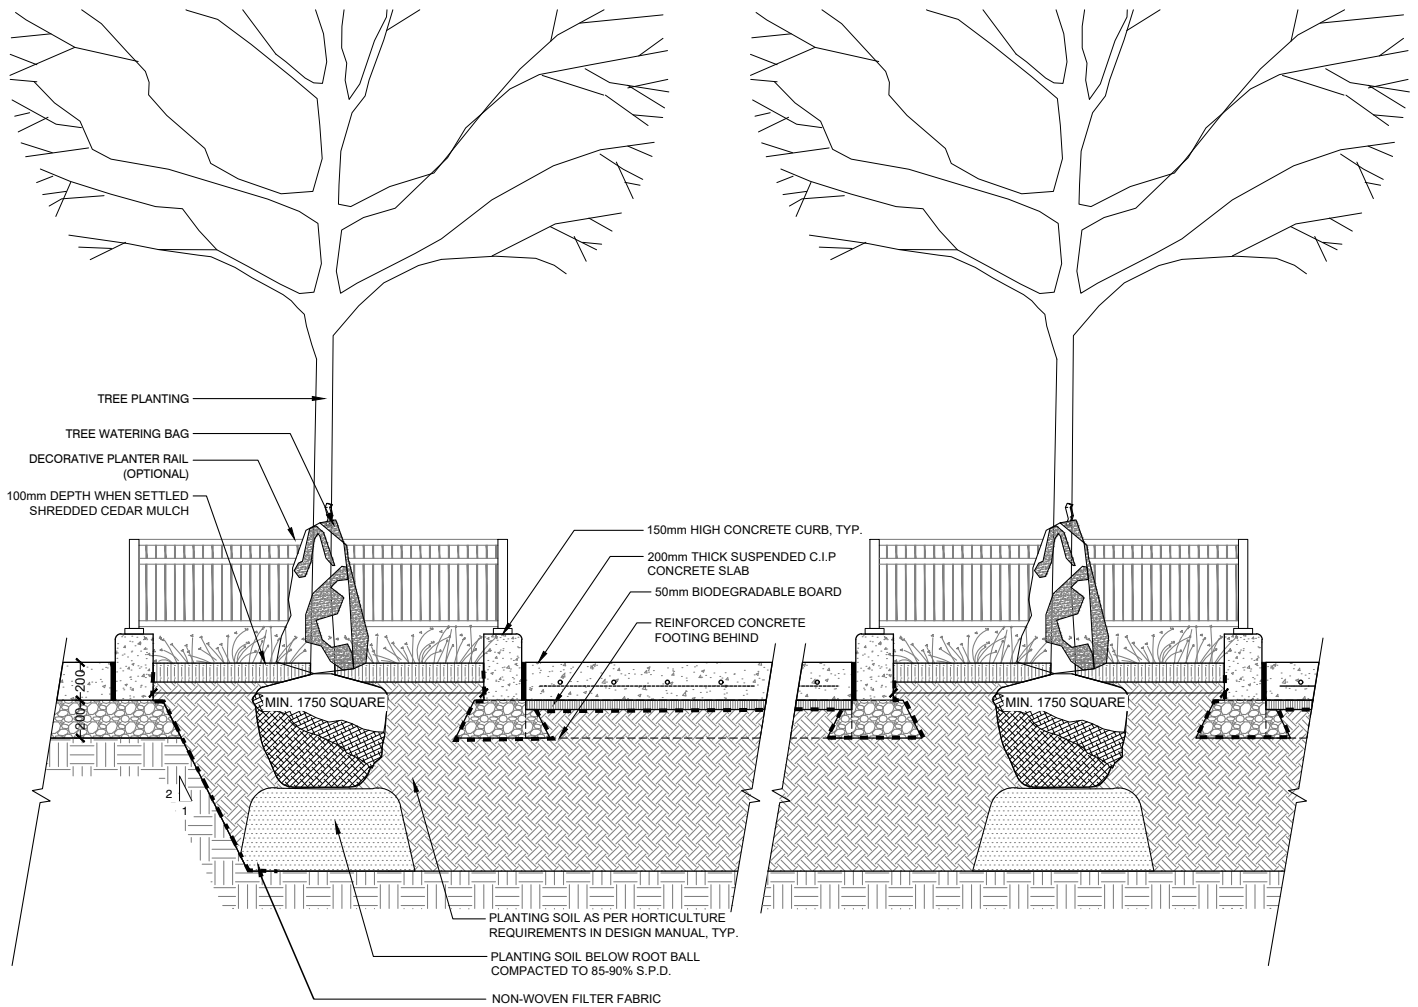 TREE PLANTING
TREE WATERING BAG
DECORATIVE PLANTER RAIL
(OPTIONAL)
100mm DEPTH WHEN SETTLED
SHREDDED CEDAR MULCH
150mm HIGH CONCRETE CURB, TYP.
200mm THICK SUSPENDED C.I.P
CONCRETE SLAB
50mm BIODEGRADABLE BOARD
REINFORCED CONCRETE
FOOTING BEHIND
200
200
MIN. 1750 SQUARE
MIN. 1750 SQUARE
2
1
PLANTING SOIL AS PER HORTICULTURE
REQUIREMENTS IN DESIGN MANUAL, TYP.
PLANTING SOIL BELOW ROOT BALL
COMPACTED TO 85-90% S.P.D.
NON-WOVEN FILTER FABRIC